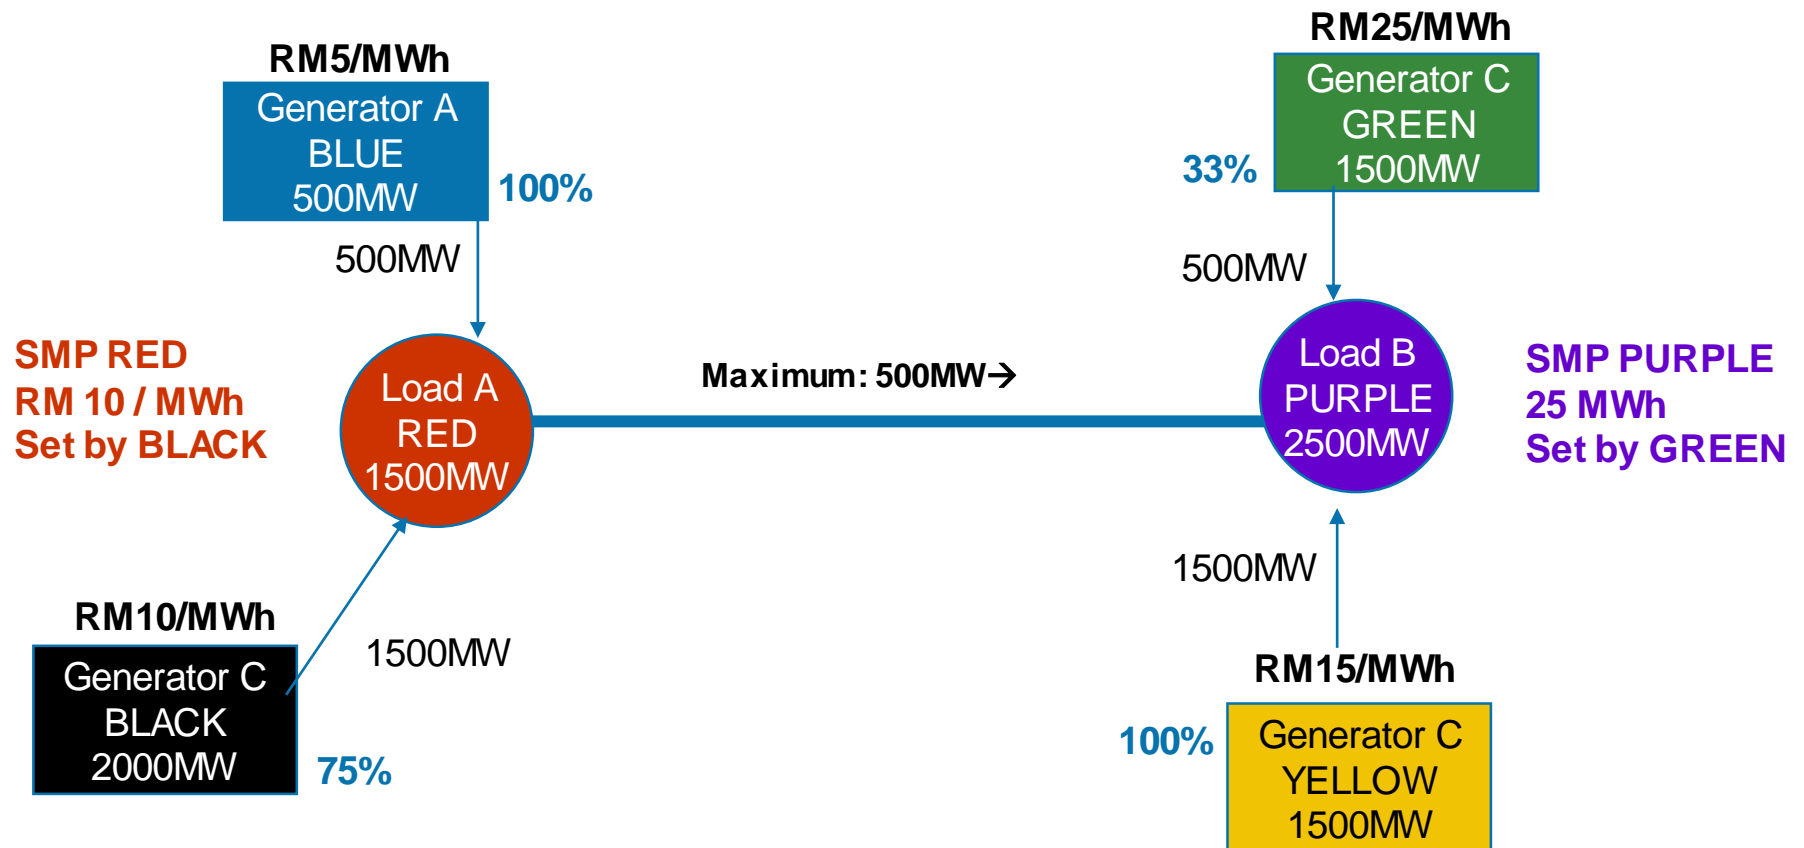 RM5/MWh
Generator A
BLUE
500MW
100%
500MW
RM25/MWh
Generator C
GREEN
1500MW
33%
500MW
SMP RED
RM 10 / MWh
Set by BLACK
Load A
RED
1500MW
Maximum: 500MW→
Load B
PURPLE
2500MW
SMP PURPLE
25 MWh
Set by GREEN
RM10/MWh
Generator C
BLACK
2000MW
75%
1500MW
1500MW
RM15/MWh
100%
Generator C
YELLOW
1500MW